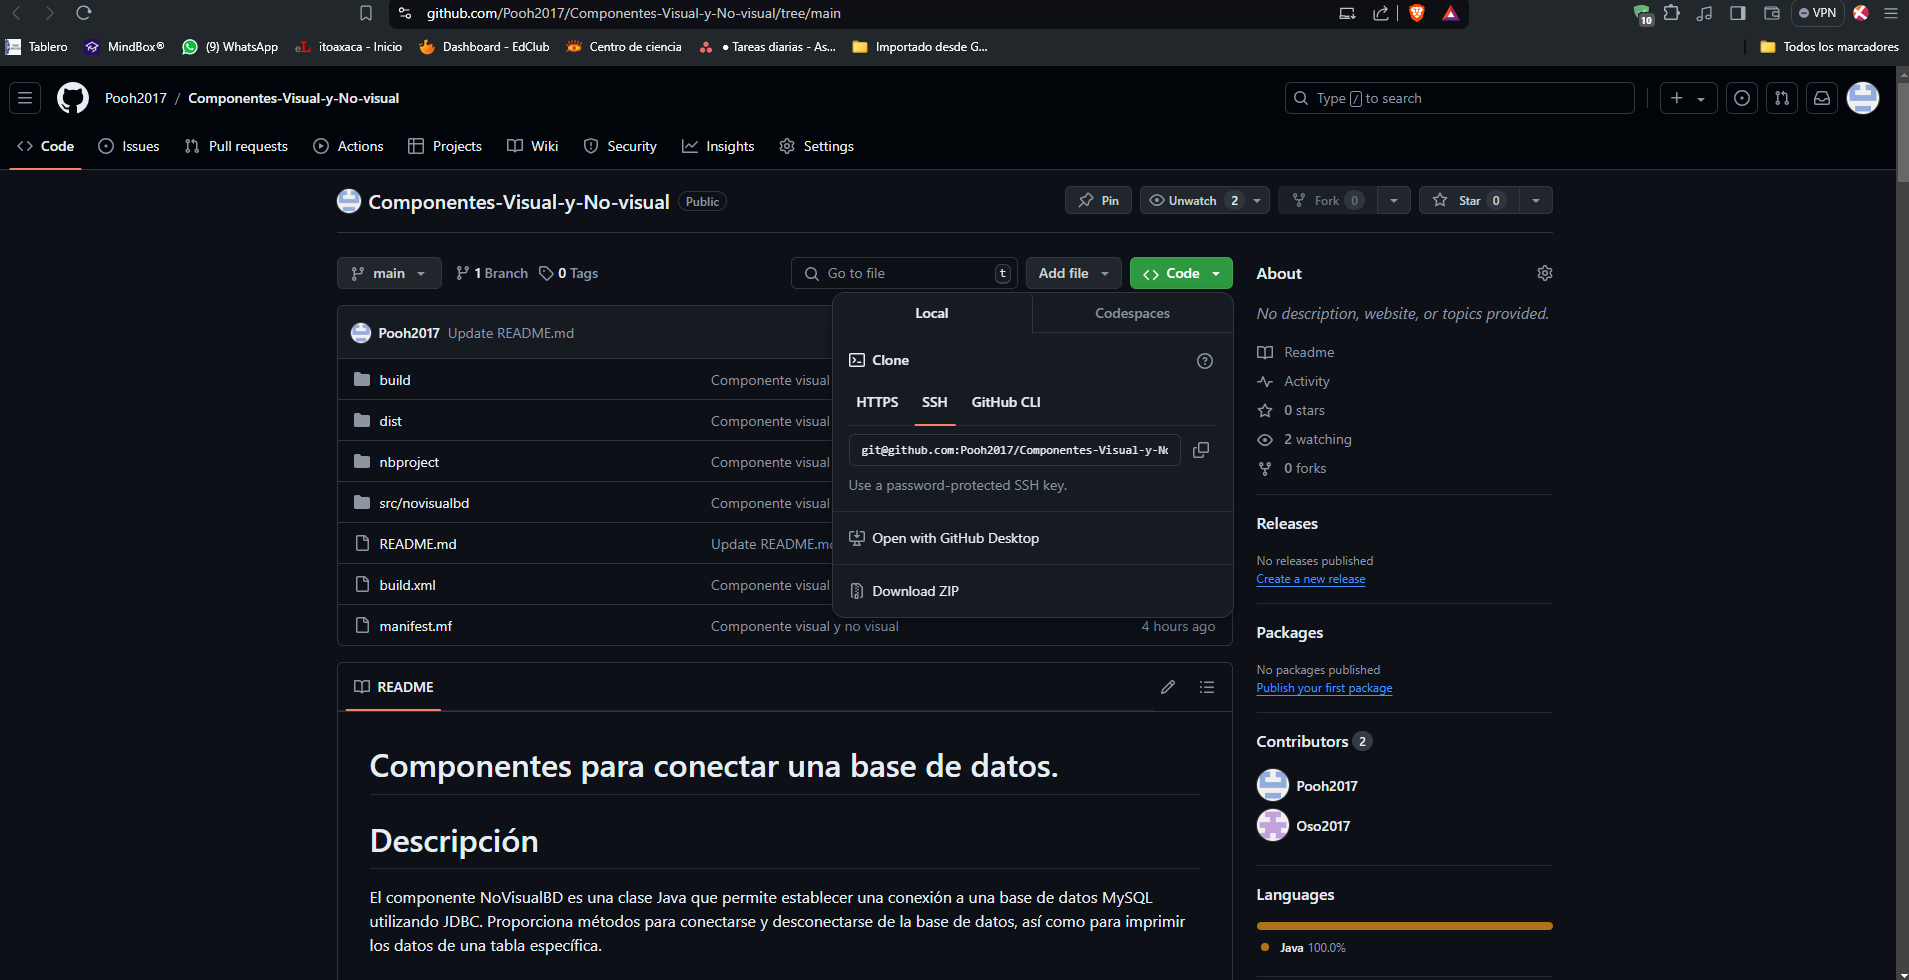 github.com/Pooh2017/Componentes-Visual-y-No-visual/tree/main
10
VPN
Tablero
MindBox®
(9) WhatsApp
itoaxaca - Inicio
Dashboard - EdClub
Centro de ciencia
● Tareas diarias - As...
Importado desde G...
Todos los marcadores
Pooh2017 / Componentes-Visual-y-No-visual
Type / to search
Code
Issues
Pull requests
Actions
Projects
Wiki
Security
Insights
Settings
Componentes-Visual-y-No-visual
Public
Pin
Unwatch 2
Fork 0
Star 0
main
1 Branch
0 Tags
Go to file
t
Add file
Code
Local
Codespaces
Clone
HTTPS
SSH
GitHub CLI
git@github.com:Pooh2017/Componentes-Visual-y-No
Use a password-protected SSH key.
Open with GitHub Desktop
Download ZIP
Pooh2017 Update README.md
build Componente visual
dist Componente visual
nbproject Componente visual
src/novisualbd Componente visual
README.md Update README.md
build.xml Componente visual
manifest.mf Componente visual y no visual 4 hours ago
README
Componentes para conectar una base de datos.
Descripción
El componente NoVisualBD es una clase Java que permite establecer una conexión a una base de datos MySQL
utilizando JDBC. Proporciona métodos para conectarse y desconectarse de la base de datos, así como para imprimir
los datos de una tabla específica.
About
No description, website, or topics provided.
Readme
Activity
0 stars
2 watching
0 forks
Releases
No releases published
Create a new release
Packages
No packages published
Publish your first package
Contributors 2
Pooh2017
Oso2017
Languages
Java 100.0%